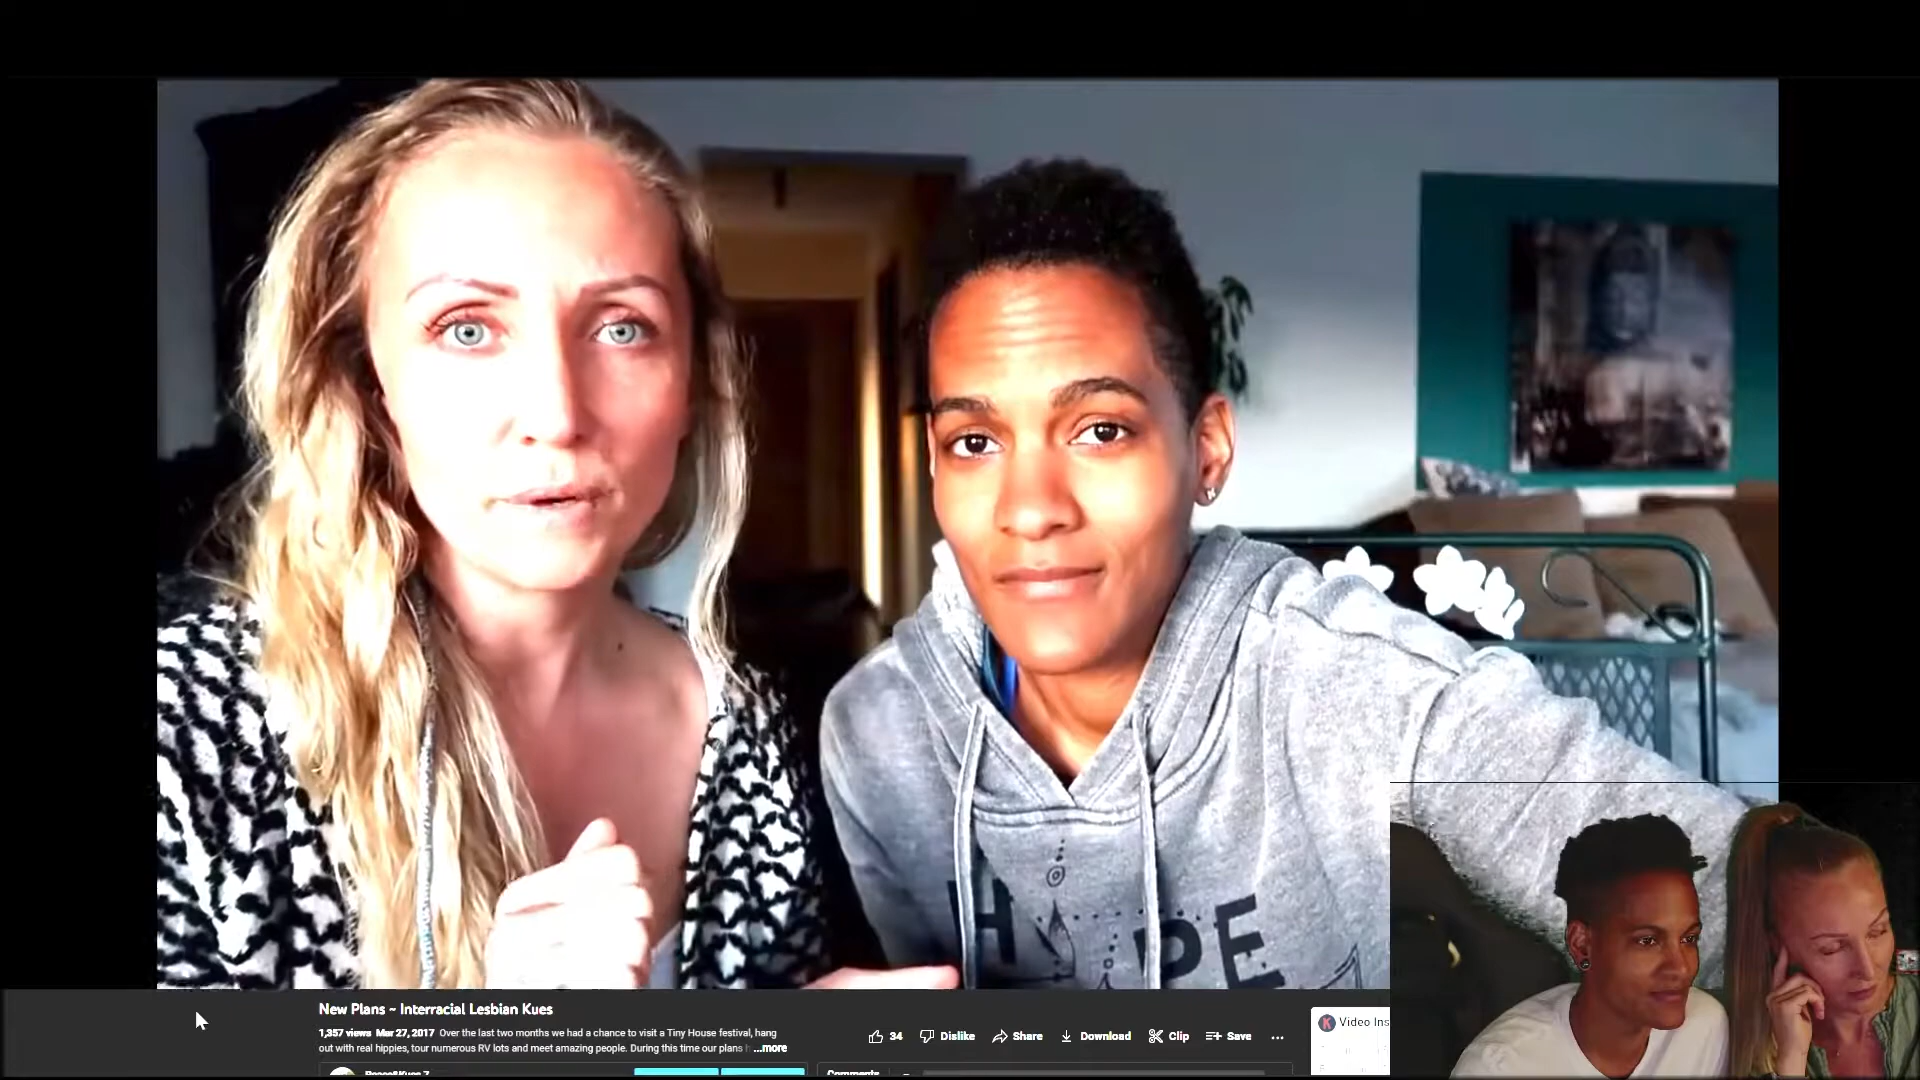 H PE
New Plans ~ Interracial Lesbian Kues
1,357 views Mar 27, 2017 Over the last two months we had a chance to visit a Tiny House festival, hang
out with real hippies, tour numerous RV lots and meet amazing people. During this time our plans ...more
34 Dislike Share Download Clip Save ...
K Video Ins
Comments